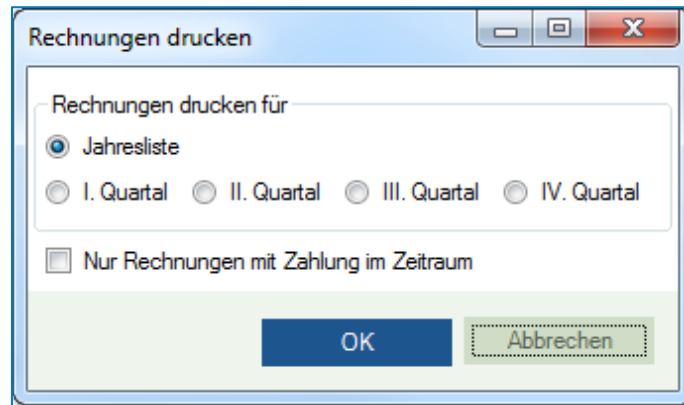 Rechnungen drucken
Rechnungen drucken für
Jahresliste
I. Quartal II. Quartal III. Quartal IV. Quartal
Nur Rechnungen mit Zahlung im Zeitraum
OK Abbrechen